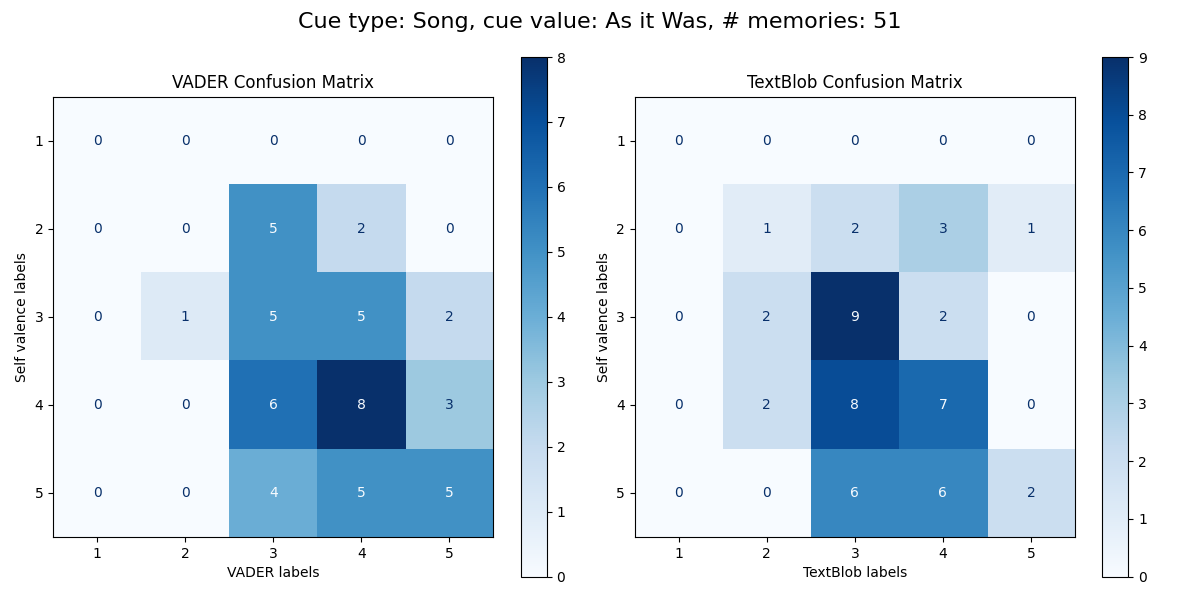 Cue type: Song, cue value: As it Was, # memories: 51
VADER Confusion Matrix
Self valence labels
1 0 0 0 0 0
2 0 0 5 2 0
3 0 1 5 5 2
4 0 0 6 8 3
5 0 0 4 5 5
1 2 3 4 5
VADER labels
8
7
6
5
4
3
2
1
0
TextBlob Confusion Matrix
Self valence labels
1 0 0 0 0 0
2 0 1 2 3 1
3 0 2 9 2 0
4 0 2 8 7 0
5 0 0 6 6 2
1 2 3 4 5
TextBlob labels
9
8
7
6
5
4
3
2
1
0